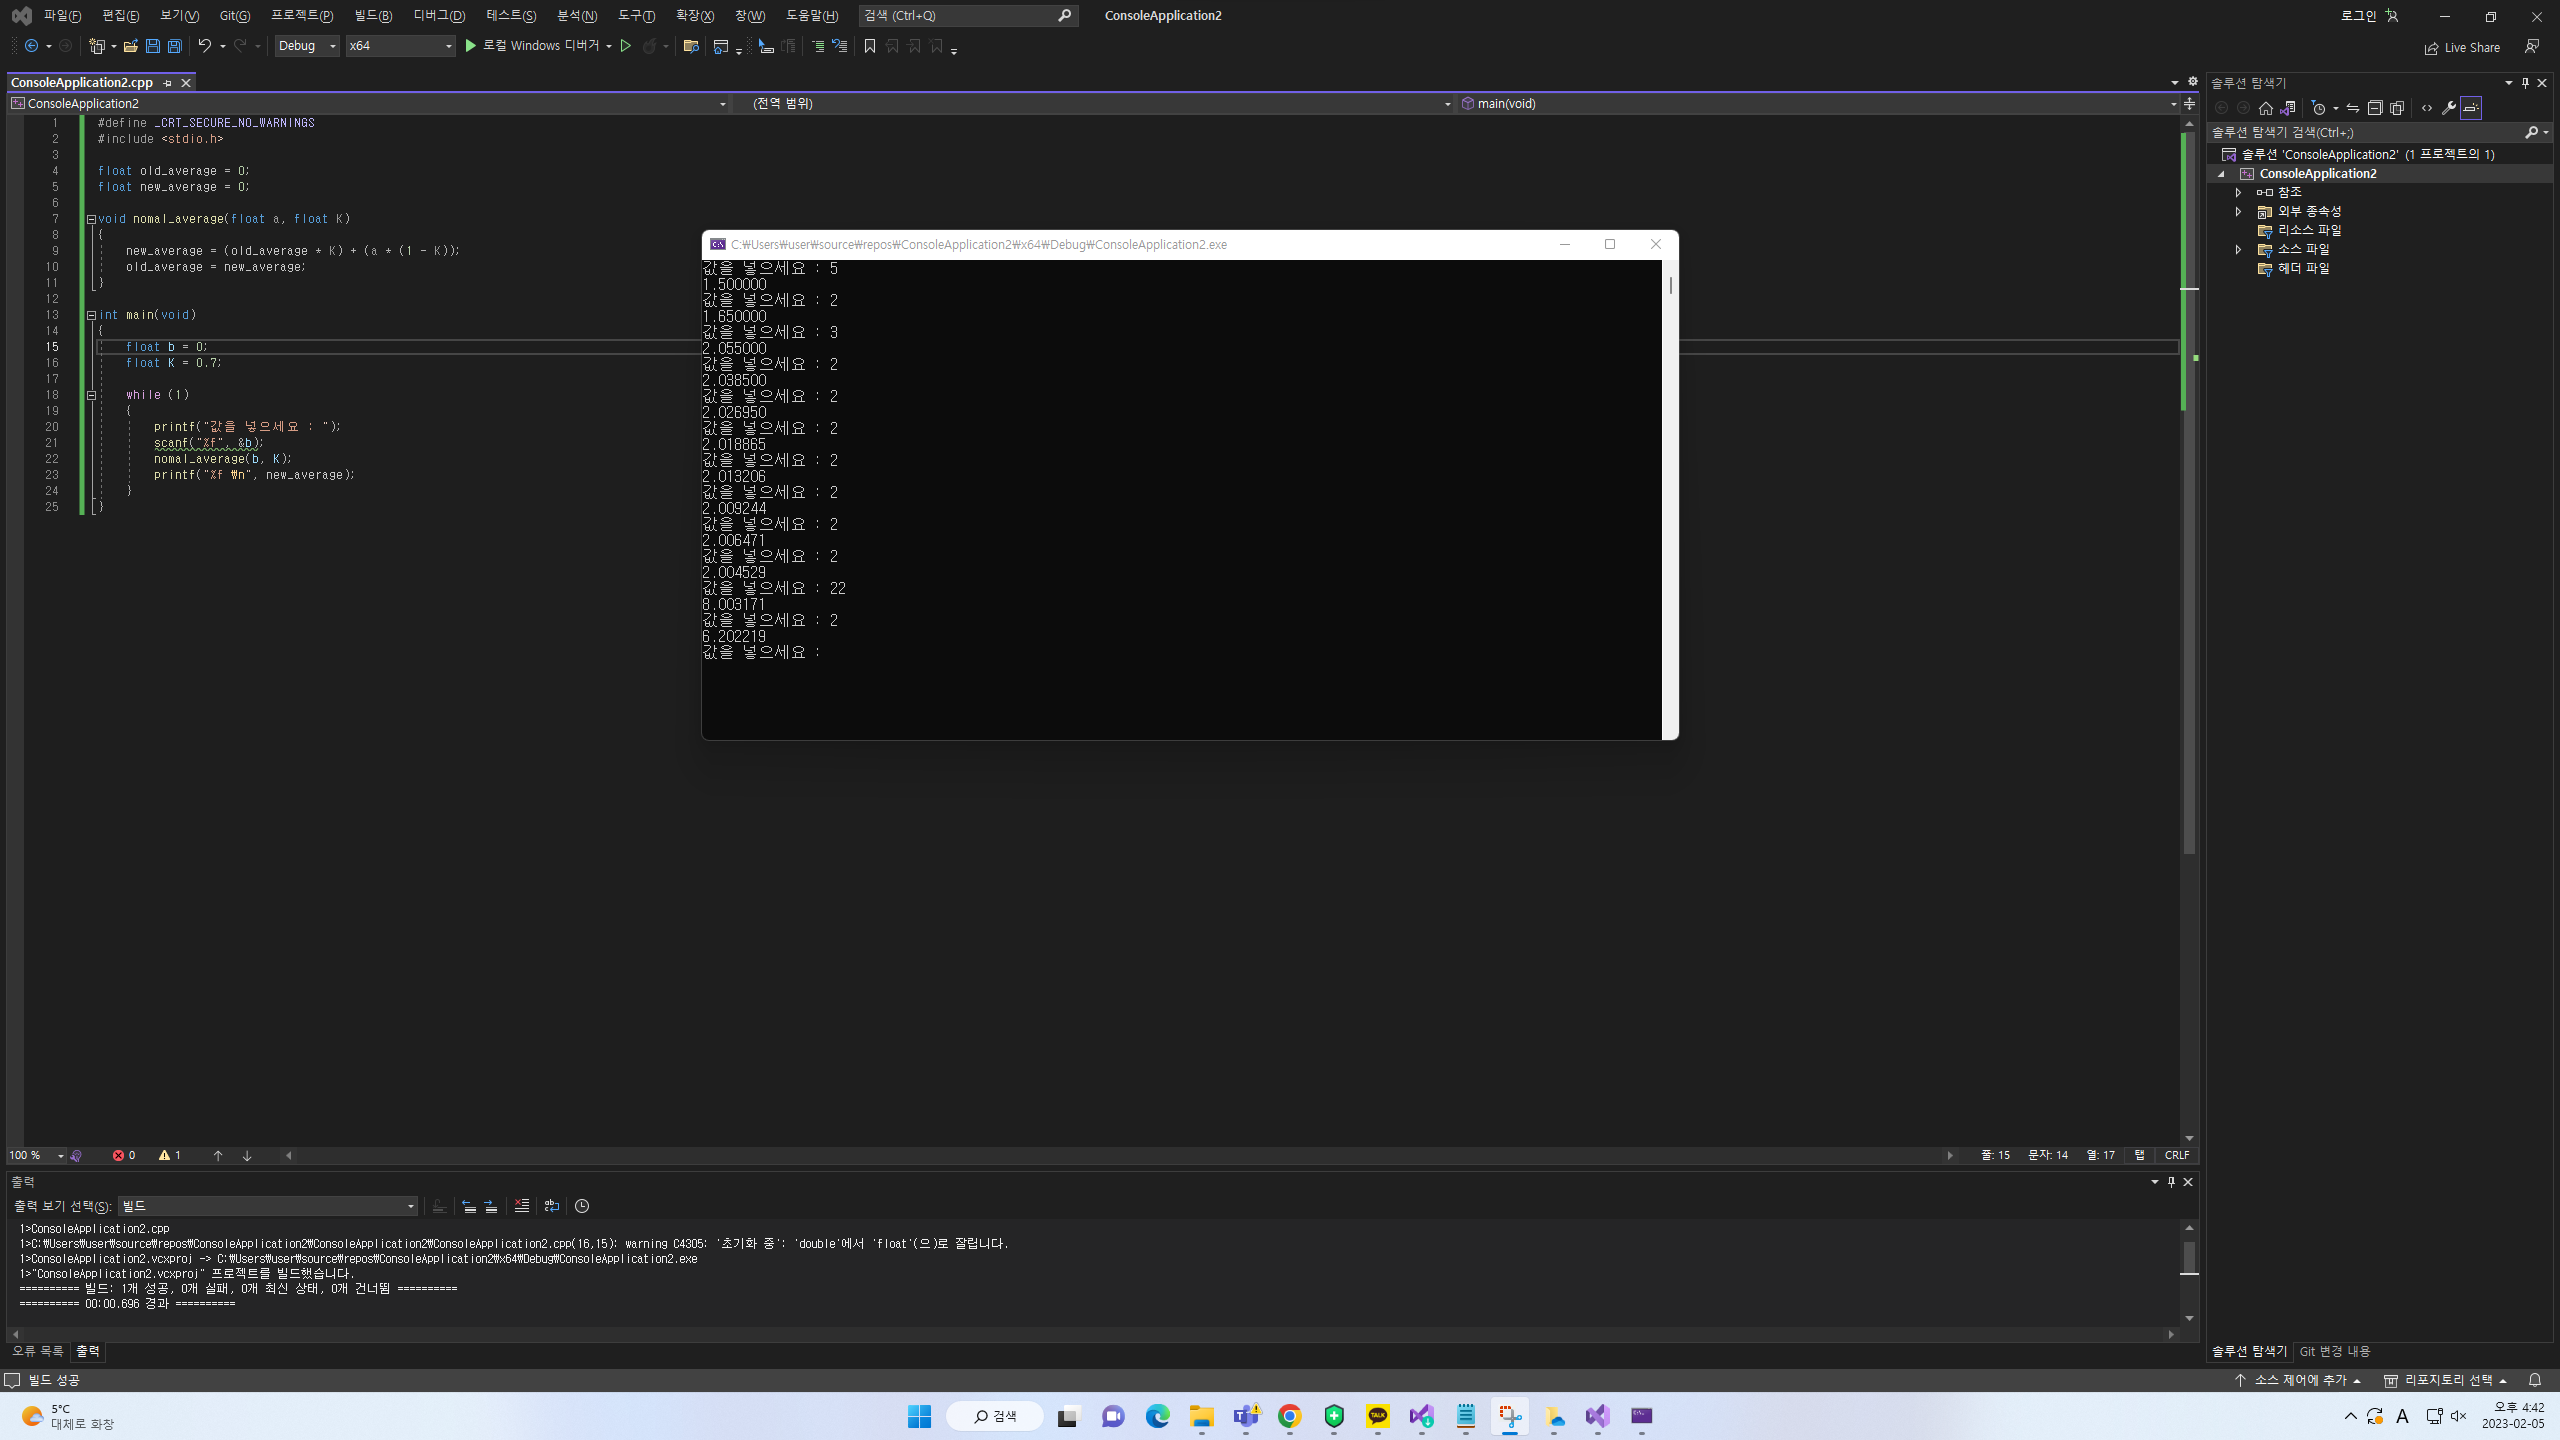 파일(F) 편집(E) 보기(V) Git(G) 프로젝트(P) 빌드(B) 디버그(D) 테스트(S) 분석(N) 도구(T) 확장(X) 창(W) 도움말(H) 검색 (Ctrl+Q) ConsoleApplication2 로그인
Debug x64 로컬 Windows 디버거 Live Share
ConsoleApplication2.cpp
ConsoleApplication2 (전역 범위) main(void)
1 #define _CRT_SECURE_NO_WARNINGS
2 #include <stdio.h>
3
4 float old_average = 0;
5 float new_average = 0;
6
7 void nomal_average(float a, float K)
8 {
9 new_average = (old_average * K) + (a * (1 - K));
10 old_average = new_average;
11 }
12
13 int main(void)
14 {
15 float b = 0;
16 float K = 0.7;
17
18 while (1)
19 {
20 printf("값을 넣으세요 : ");
21 scanf("%f", &b);
22 nomal_average(b, K);
23 printf("%f ₩n", new_average);
24 }
25 }
C:₩Users₩user₩source₩repos₩ConsoleApplication2₩x64₩Debug₩ConsoleApplication2.exe
값을 넣으세요 : 5
1.500000
값을 넣으세요 : 2
1.650000
값을 넣으세요 : 3
2.055000
값을 넣으세요 : 2
2.038500
값을 넣으세요 : 2
2.026950
값을 넣으세요 : 2
2.018865
값을 넣으세요 : 2
2.013206
값을 넣으세요 : 2
2.009244
값을 넣으세요 : 2
2.006471
값을 넣으세요 : 2
2.004529
값을 넣으세요 : 22
8.003171
값을 넣으세요 : 2
6.202219
값을 넣으세요 :
솔루션 탐색기
솔루션 탐색기 검색(Ctrl+;)
솔루션 'ConsoleApplication2' (1 프로젝트의 1)
ConsoleApplication2
참조
외부 종속성
리소스 파일
소스 파일
헤더 파일
100 % 0 1 줄: 15 문자: 14 열: 17 탭 CRLF
출력
출력 보기 선택(S): 빌드
1>ConsoleApplication2.cpp
1>C:₩Users₩user₩source₩repos₩ConsoleApplication2₩ConsoleApplication2₩ConsoleApplication2.cpp(16,15): warning C4305: '초기화 중': 'double'에서 'float'(으)로 잘립니다.
1>ConsoleApplication2.vcxproj -> C:₩Users₩user₩source₩repos₩ConsoleApplication2₩x64₩Debug₩ConsoleApplication2.exe
1>"ConsoleApplication2.vcxproj" 프로젝트를 빌드했습니다.
========== 빌드: 1개 성공, 0개 실패, 0개 최신 상태, 0개 건너뜀 ==========
========== 00:00.696 경과 ==========
오류 목록 출력
솔루션 탐색기 Git 변경 내용
빌드 성공 소스 제어에 추가 리포지토리 선택
5°C
대체로 화창
검색
TALK
A
오후 4:42
2023-02-05